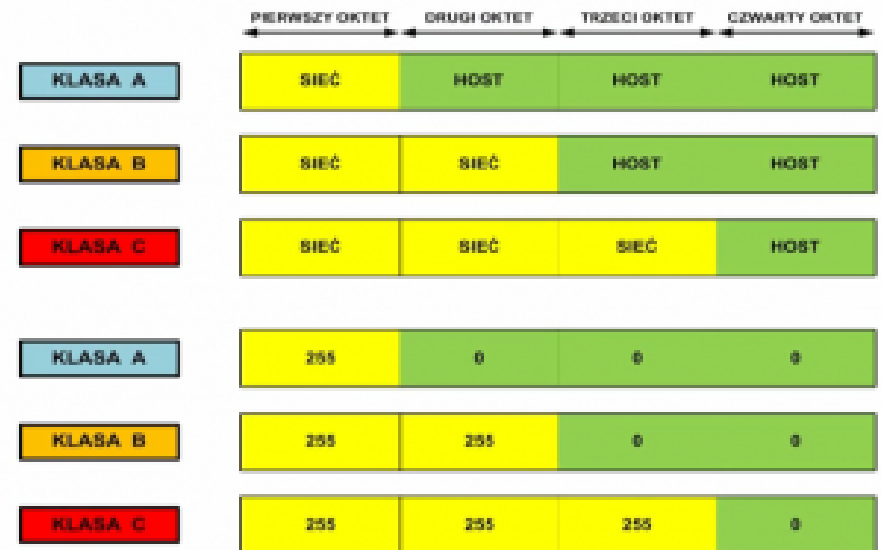 PIERWSZY OKTET DRUGI OKTET TRZECI OKTET CZWARTY OKTET
KLASA A SIEĆ HOST HOST HOST
KLASA B SIEĆ SIEĆ HOST HOST
KLASA C SIEĆ SIEĆ SIEĆ HOST
KLASA A 255 0 0 0
KLASA B 255 255 0 0
KLASA C 255 255 255 0